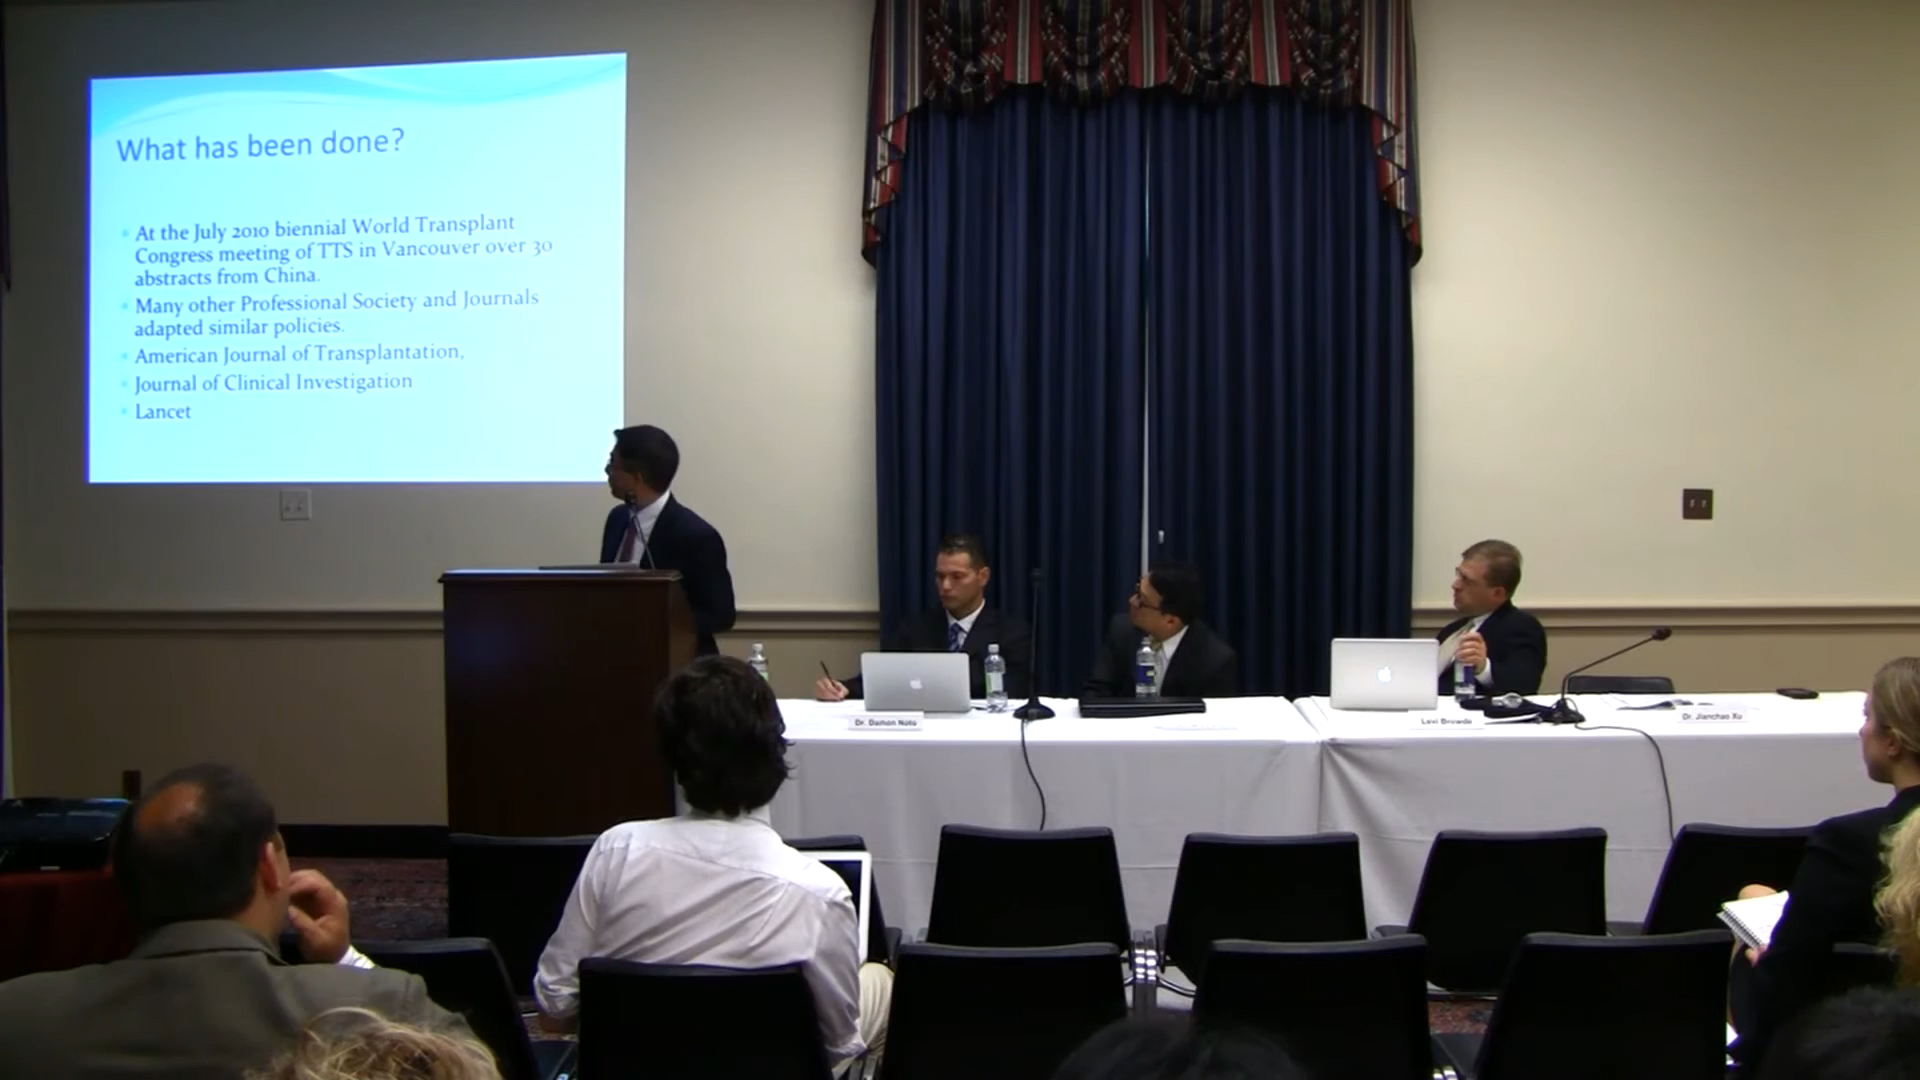 What has been done?
At the July 2010 biennial World Transplant
Congress meeting of TTS in Vancouver over 30
abstracts from China.
Many other Professional Society and Journals
adapted similar policies.
American Journal of Transplantation,
Journal of Clinical Investigation
Lancet
Dr. Damon Noto
Levi Browde
Dr. Jianchao Xu